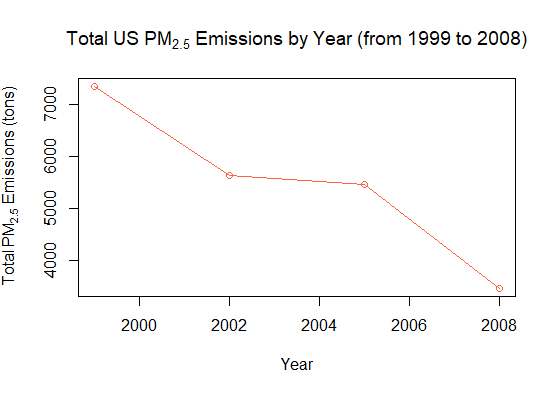 Total US PM2.5 Emissions by Year (from 1999 to 2008)
Total PM2.5 Emissions (tons)
7000
6000
5000
4000
2000 2002 2004 2006 2008
Year